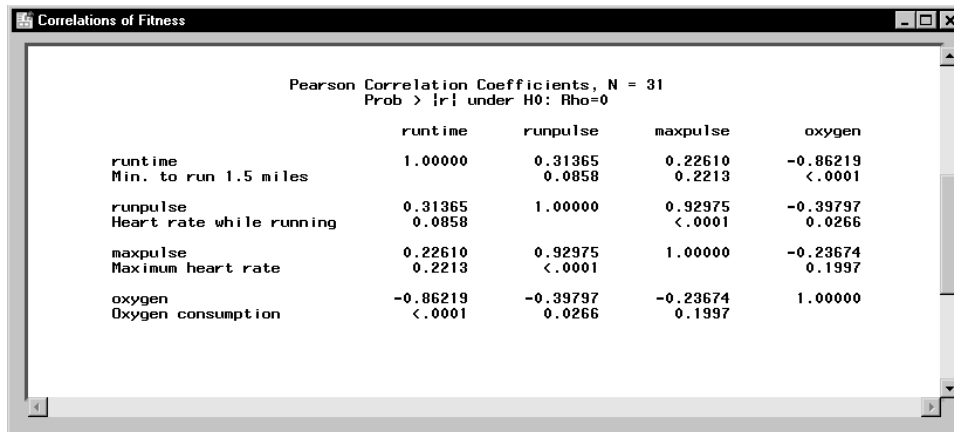 Correlations of Fitness
Pearson Correlation Coefficients, N = 31
Prob > |r| under H0: Rho=0
runtime runpulse maxpulse oxygen
runtime 1.00000 0.31365 0.22610 -0.86219
Min. to run 1.5 miles 0.0858 0.2213 <.0001
runpulse 0.31365 1.00000 0.92975 -0.39797
Heart rate while running 0.0858 <.0001 0.0266
maxpulse 0.22610 0.92975 1.00000 -0.23674
Maximum heart rate 0.2213 <.0001 0.1997
oxygen -0.86219 -0.39797 -0.23674 1.00000
Oxygen consumption <.0001 0.0266 0.1997